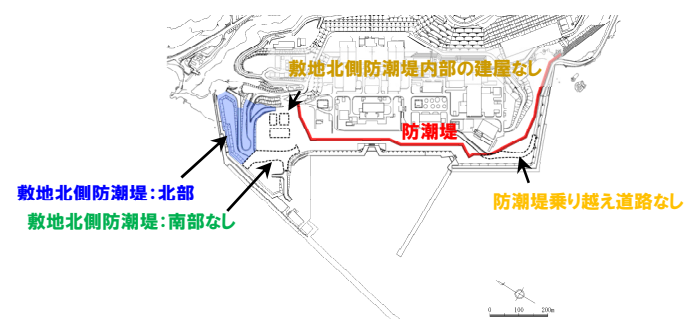 敷地北側防潮堤内部の建屋なし
防潮堤
敷地北側防潮堤：北部
防潮堤乗り越え道路なし
敷地北側防潮堤：南部なし
0 100 200m